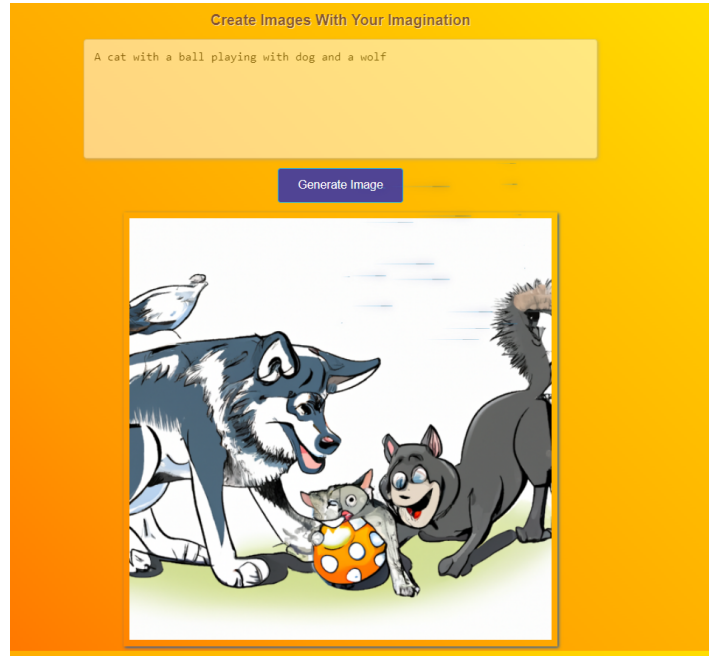 Create Images With Your Imagination
A cat with a ball playing with dog and a wolf
Generate Image